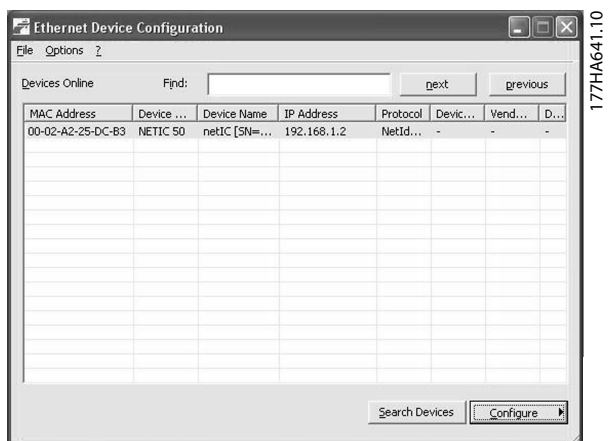 Ethernet Device Configuration
File Options ?
Devices Online Find: next previous
MAC Address Device ... Device Name IP Address Protocol Devic... Vend... D...
00-02-A2-25-DC-B3 NETIC 50 netIC [SN=... 192.168.1.2 NetId... - - -
Search Devices Configure
177HA641.10